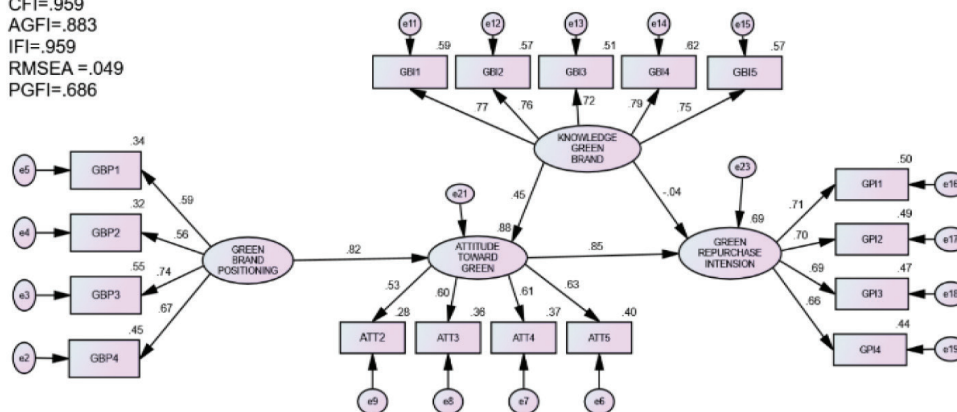 CFI=.959
AGFI=.883
IFI=.959
RMSEA =.049
PGFI=.686
e11 e12 e13 e14 e15
.59 .57 .51 .62 .57
GBI1 GBI2 GBI3 GBI4 GBI5
.77 .76 .72 .79 .75
KNOWLEDGE
GREEN
BRAND
.45 -.04
e5 GBP1 .34
e4 GBP2 .32
e3 GBP3 .55
e2 GBP4 .45
.59
.56
.74
.67
GREEN
BRAND
POSITIONING
.82
e21
.88
ATTITUDE
TOWARD
GREEN
.85
e23
.69
GREEN
REPURCHASE
INTENSION
.71
.70
.69
.66
GPI1 .50 e16
GPI2 .49 e17
GPI3 .47 e18
GPI4 .44 e19
.53 .60 .61 .63
.28 .36 .37 .40
ATT2 ATT3 ATT4 ATT5
e9 e8 e7 e6